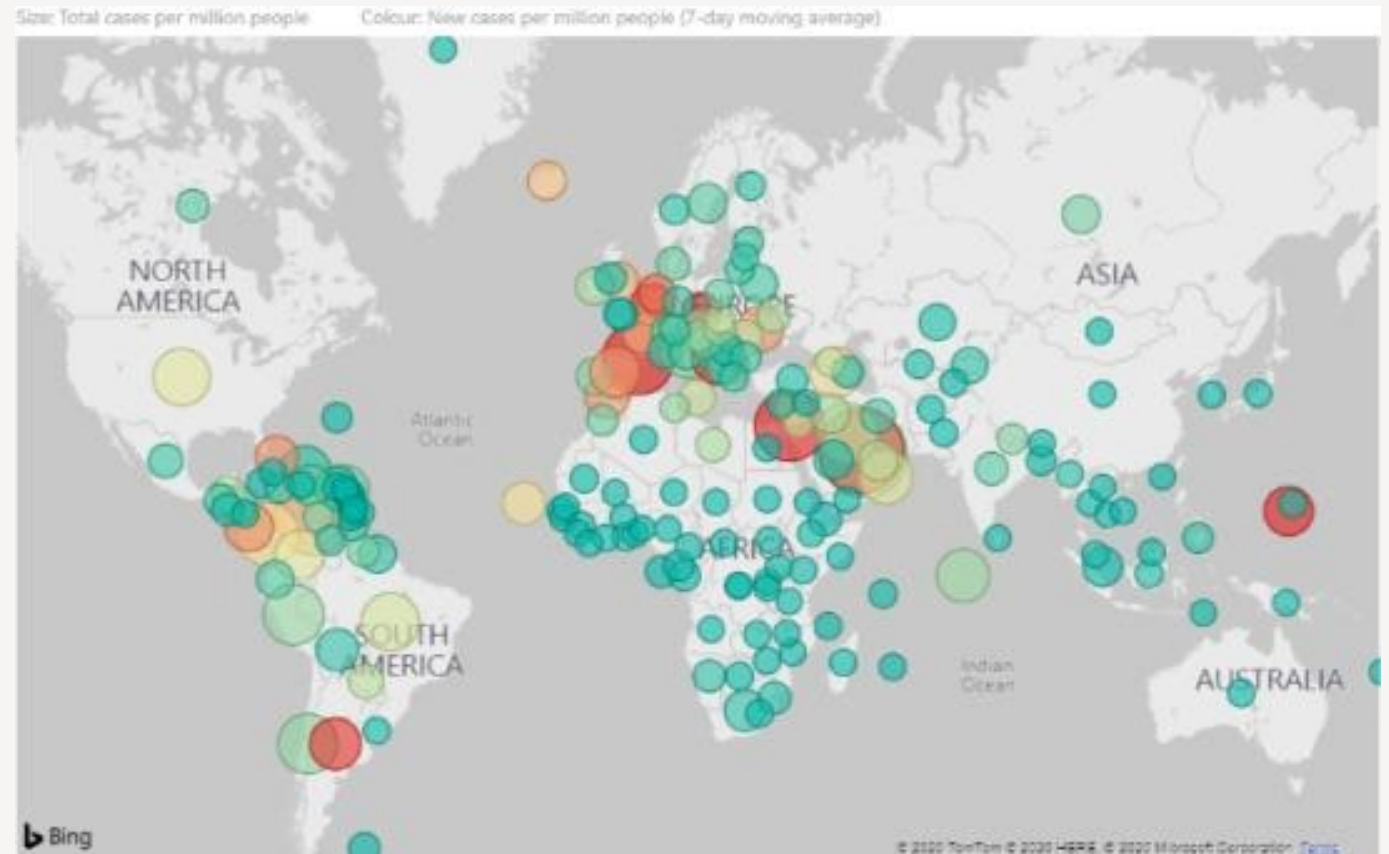 Size: Total cases per million people Colour: New cases per million people (7-day moving average)
NORTH
AMERICA
ASIA
Atlantic
Ocean
AFRICA
SOUTH
AMERICA
Indian
Ocean
AUSTRALIA
Bing
© 2020 TomTom © 2020 HERE, © 2020 Microsoft Corporation Terms